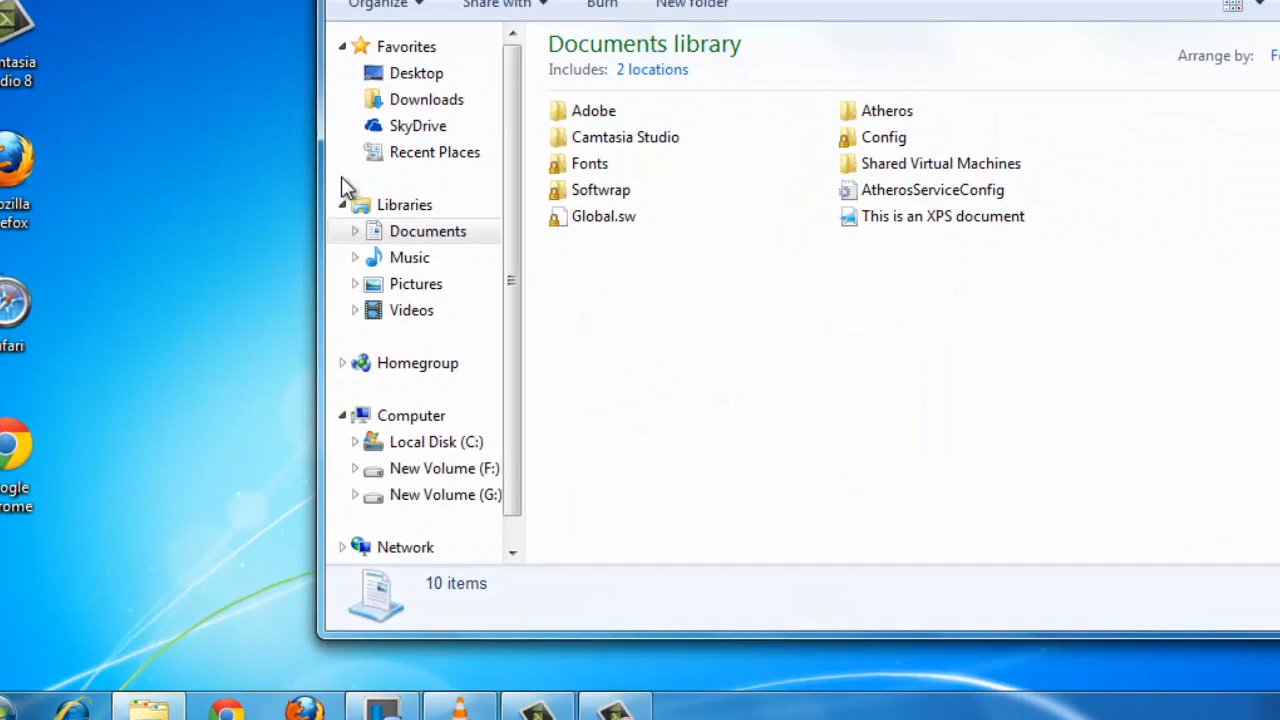 Organize
Share with
Burn
New folder
ntasia
dio 8
ozilla
efox
afari
ogle
rome
Favorites
Desktop
Downloads
SkyDrive
Recent Places
Libraries
Documents
Music
Pictures
Videos
Homegroup
Computer
Local Disk (C:)
New Volume (F:)
New Volume (G:)
Network
Documents library
Includes: 2 locations
Arrange by:
Adobe
Atheros
Camtasia Studio
Config
Fonts
Shared Virtual Machines
Softwrap
AtherosServiceConfig
Global.sw
This is an XPS document
10 items